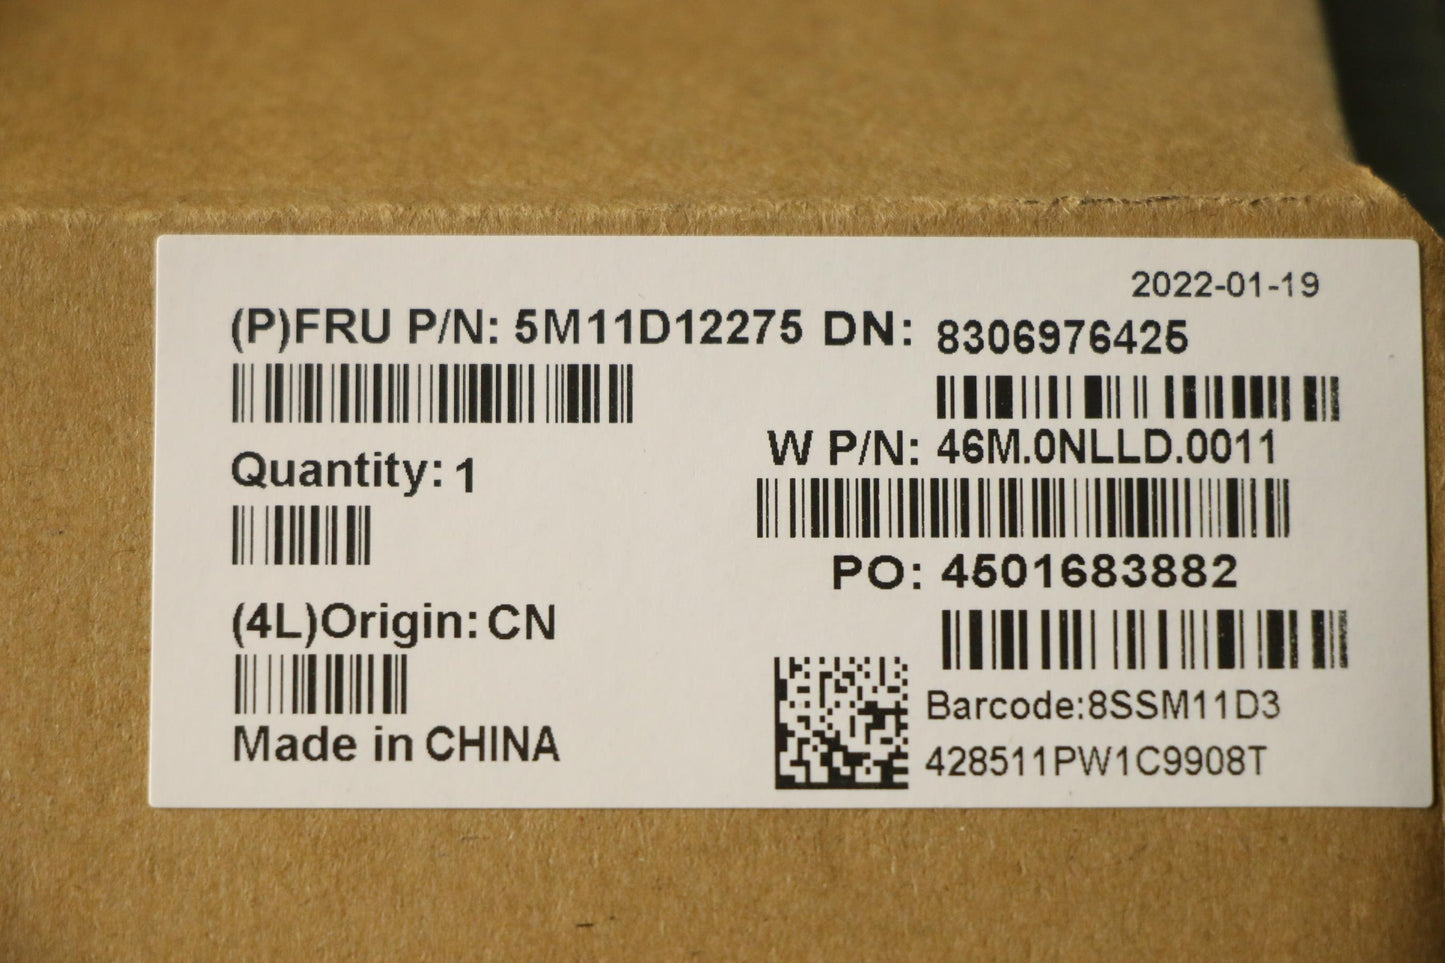 2022-01-19
(P)FRU P/N: 5M11D12275 DN: 8306976425
W P/N: 46M.0NLLD.0011
Quantity: 1
PO: 4501683882
(4L)Origin: CN
Made in CHINA
Barcode:8SSM11D3
428511PW1C9908T